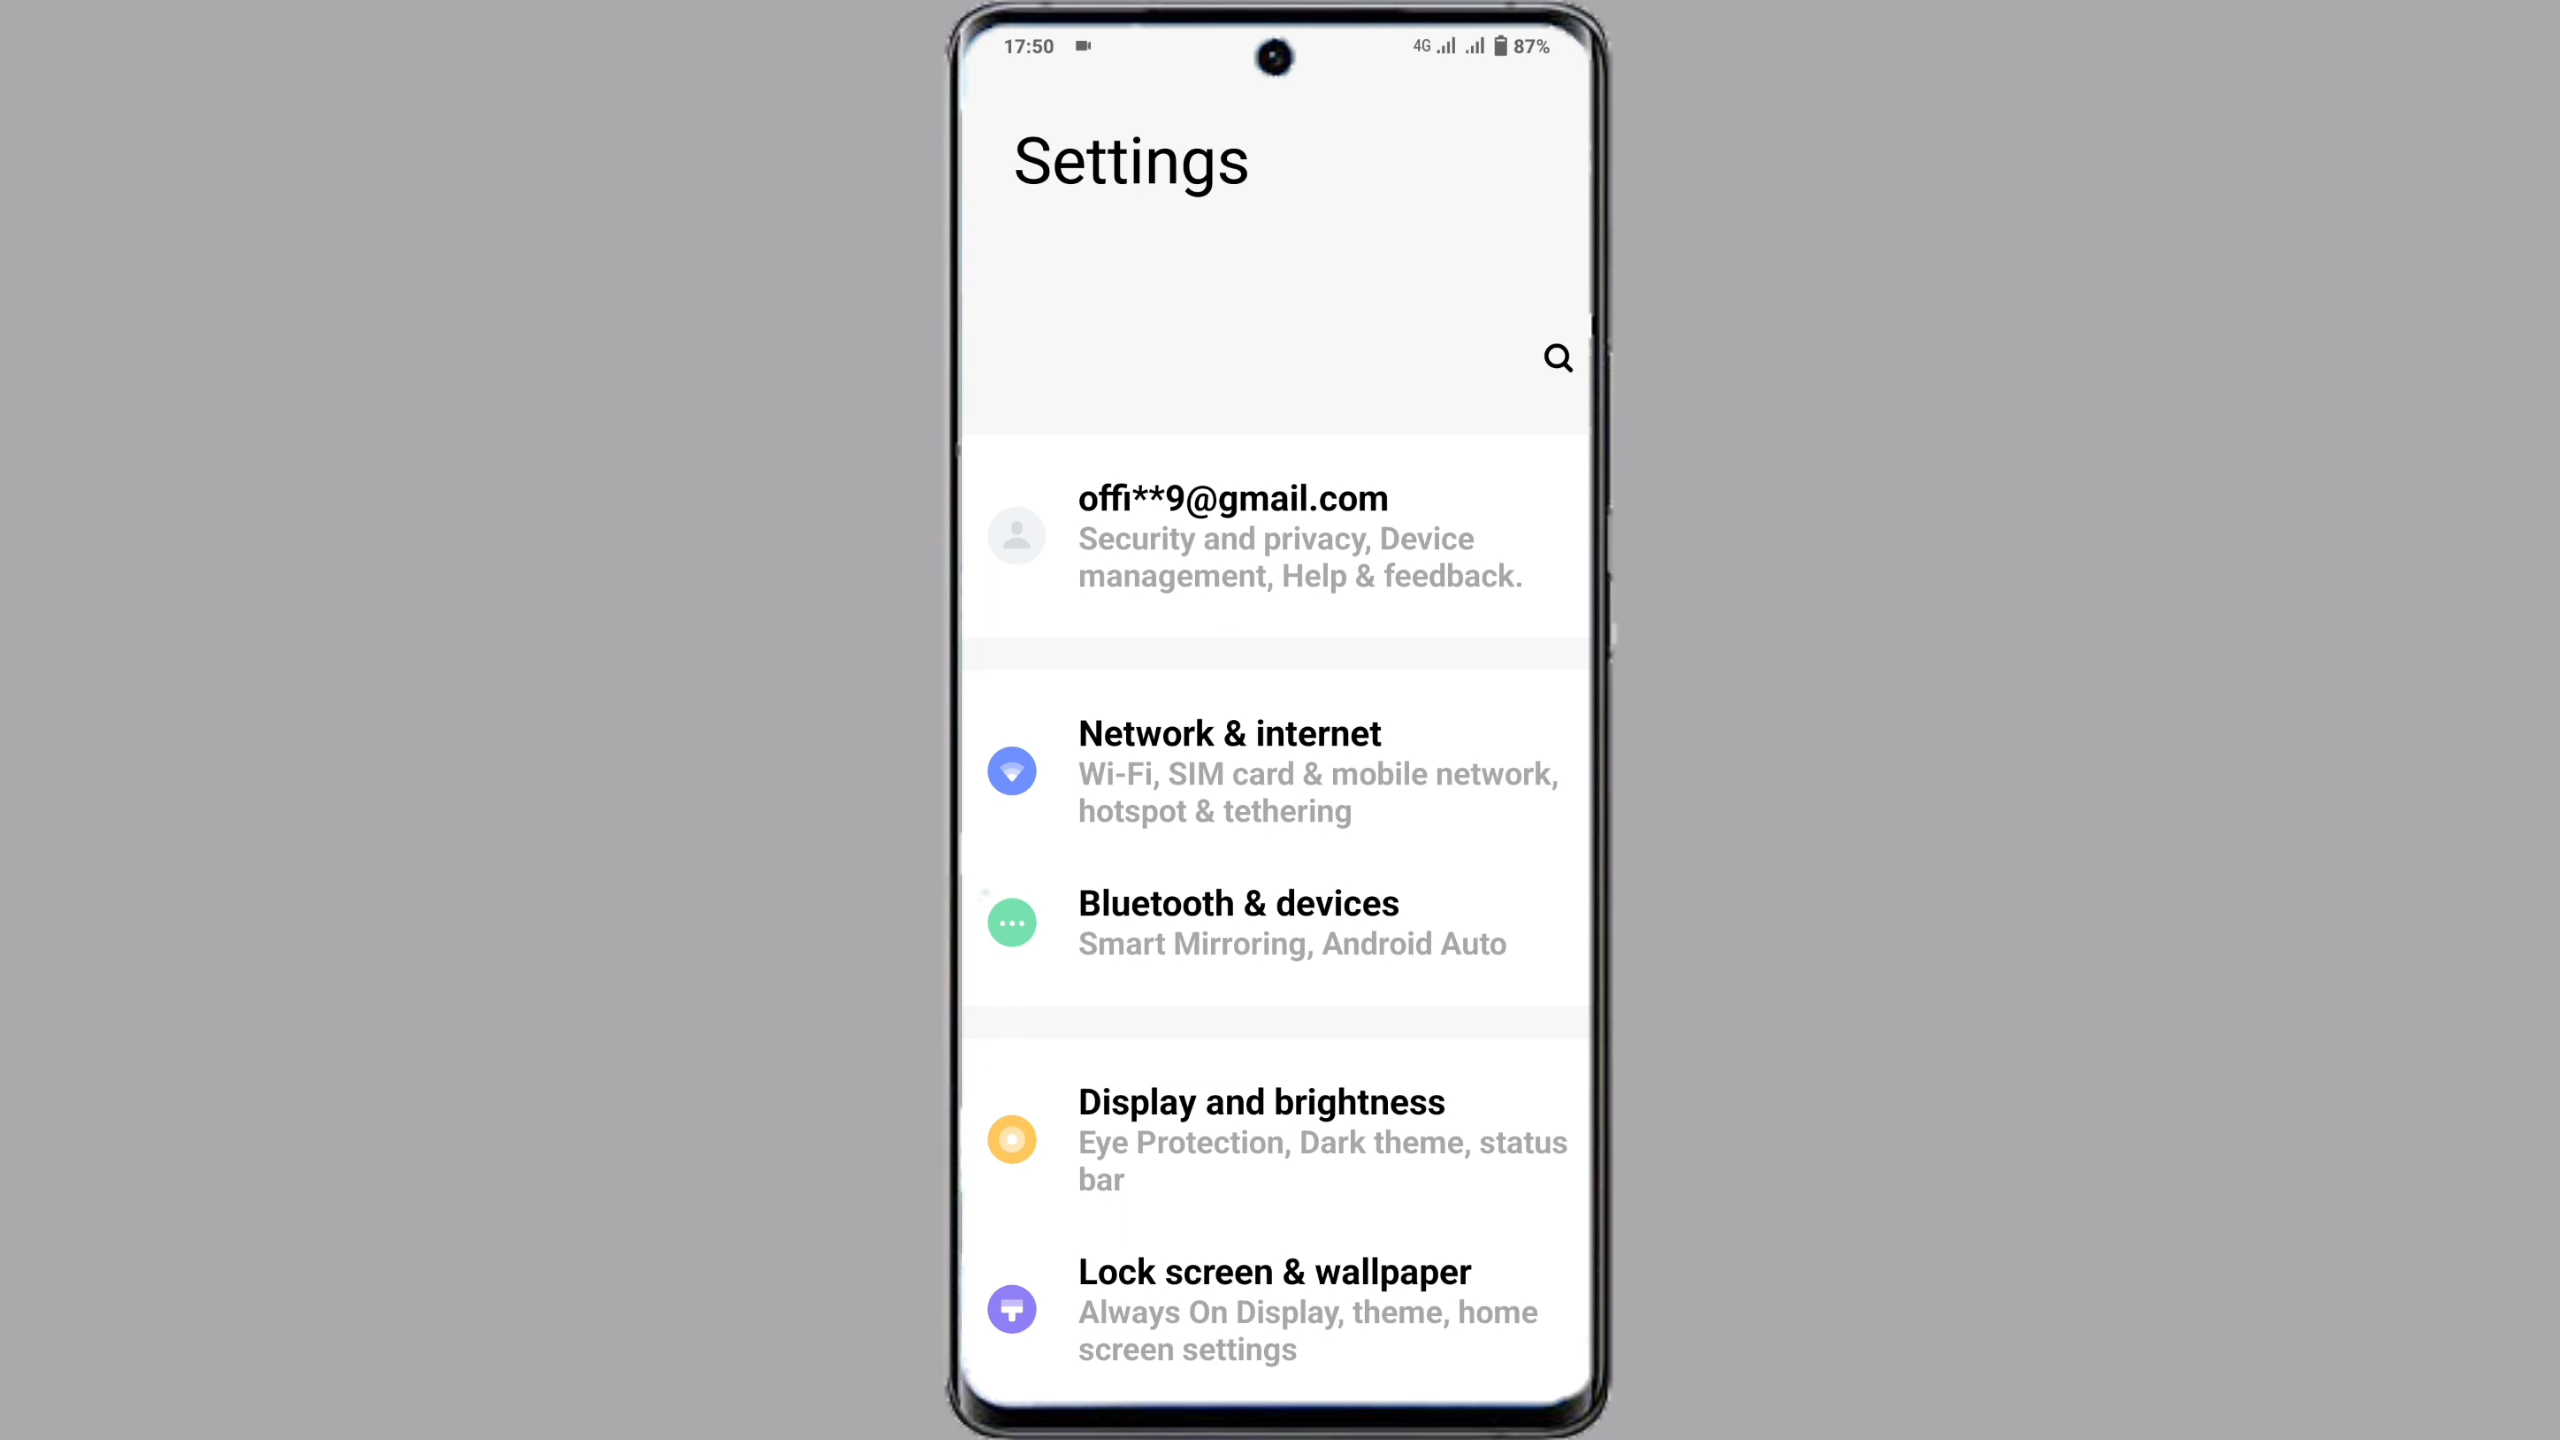 17:50 4G 87%
Settings
offi**9@gmail.com
Security and privacy, Device
management, Help & feedback.
Network & internet
Wi-Fi, SIM card & mobile network,
hotspot & tethering
Bluetooth & devices
Smart Mirroring, Android Auto
Display and brightness
Eye Protection, Dark theme, status
bar
Lock screen & wallpaper
Always On Display, theme, home
screen settings